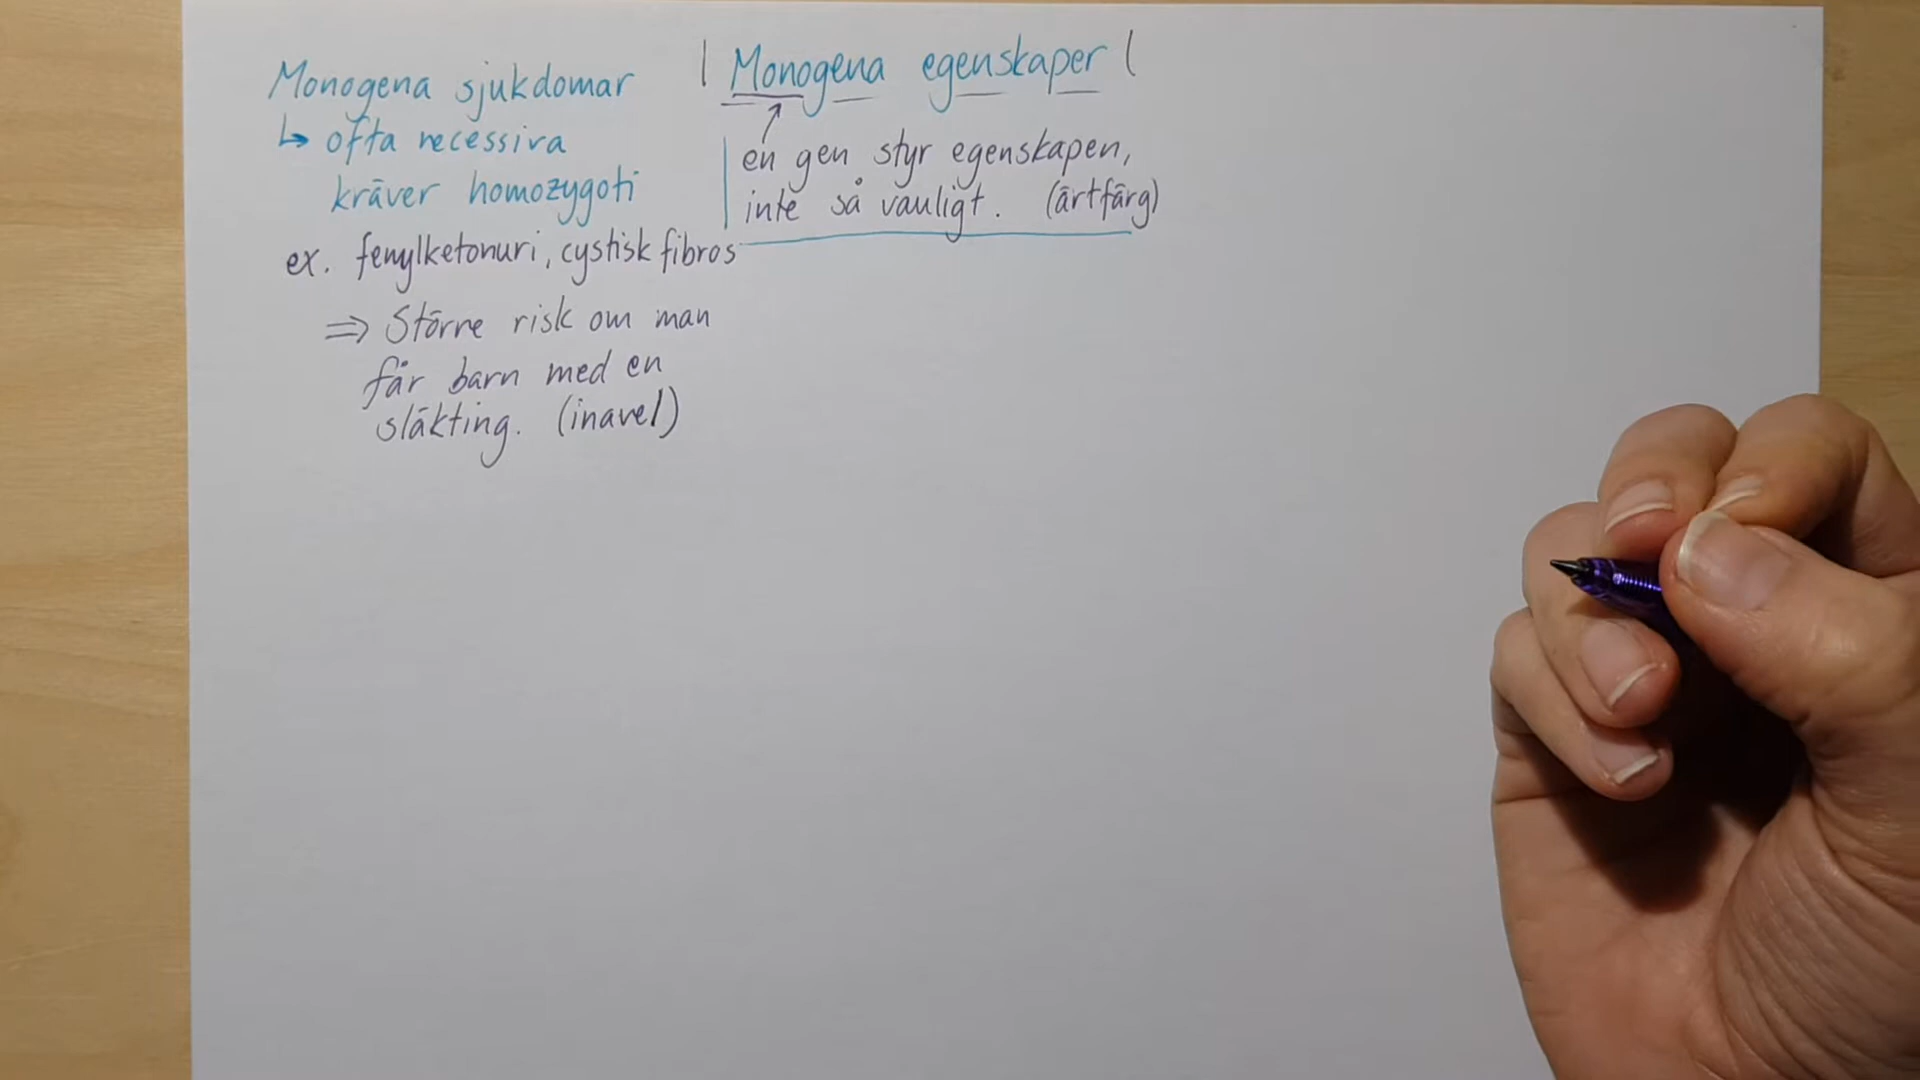 Monogena sjukdomar
↳ ofta recessiva
kräver homozygoti
ex. fenylketonuri, cystisk fibros
⇒ Större risk om man
får barn med en
släkting. (inavel)
Monogena egenskaper
en gen styr egenskapen,
inte så vanligt. (ärtfärg)